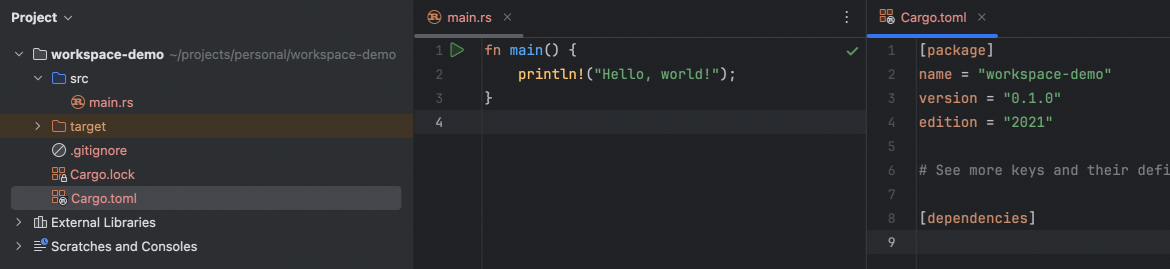 Project
workspace-demo ~/projects/personal/workspace-demo
src
main.rs
target
.gitignore
Cargo.lock
Cargo.toml
External Libraries
Scratches and Consoles
main.rs
1 fn main() {
2 println!("Hello, world!");
3 }
4
Cargo.toml
1 [package]
2 name = "workspace-demo"
3 version = "0.1.0"
4 edition = "2021"
5
6 # See more keys and their defi
7
8 [dependencies]
9